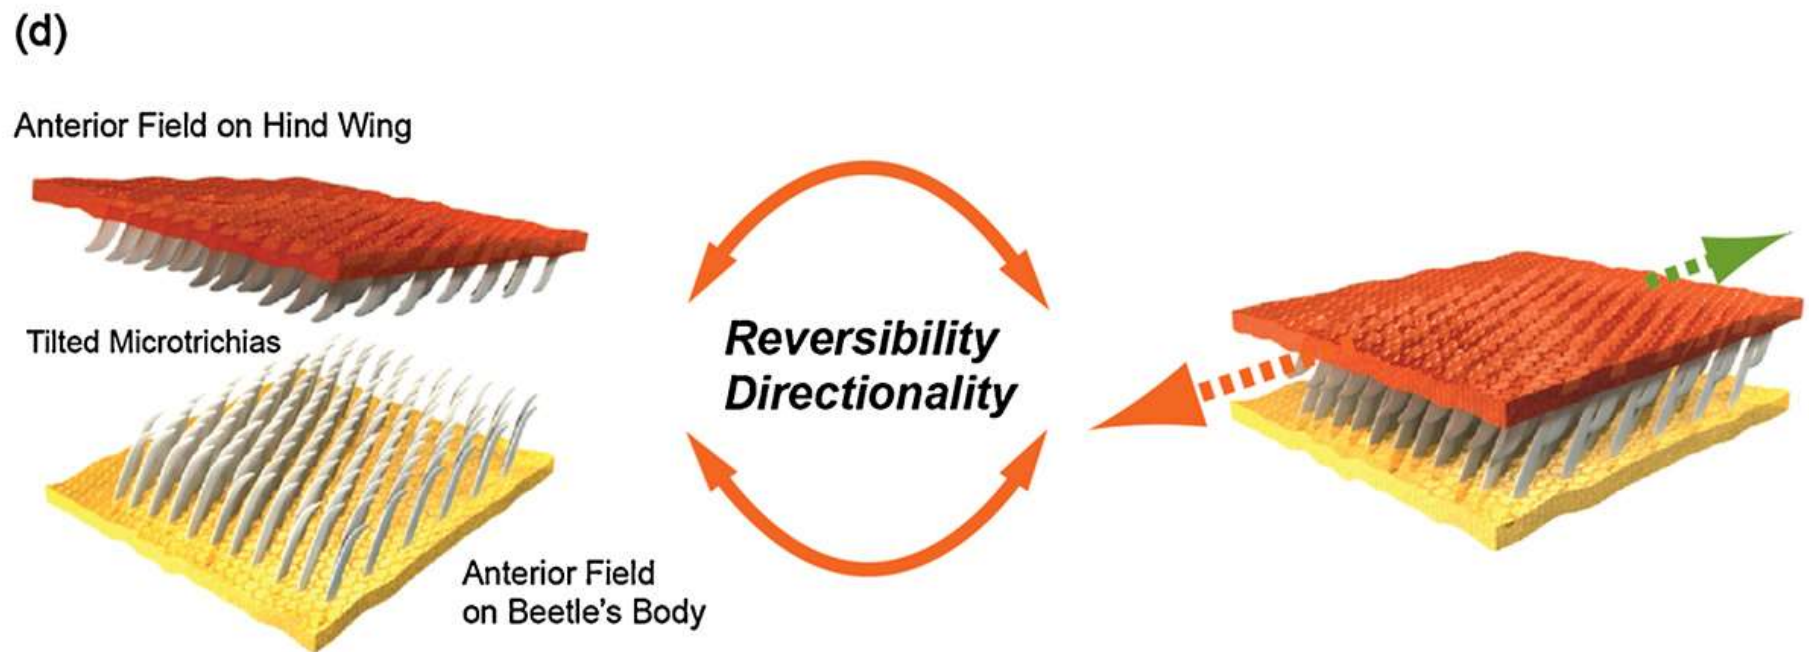 (d)
Anterior Field on Hind Wing
Tilted Microtrichias
Reversibility
Directionality
Anterior Field
on Beetle's Body